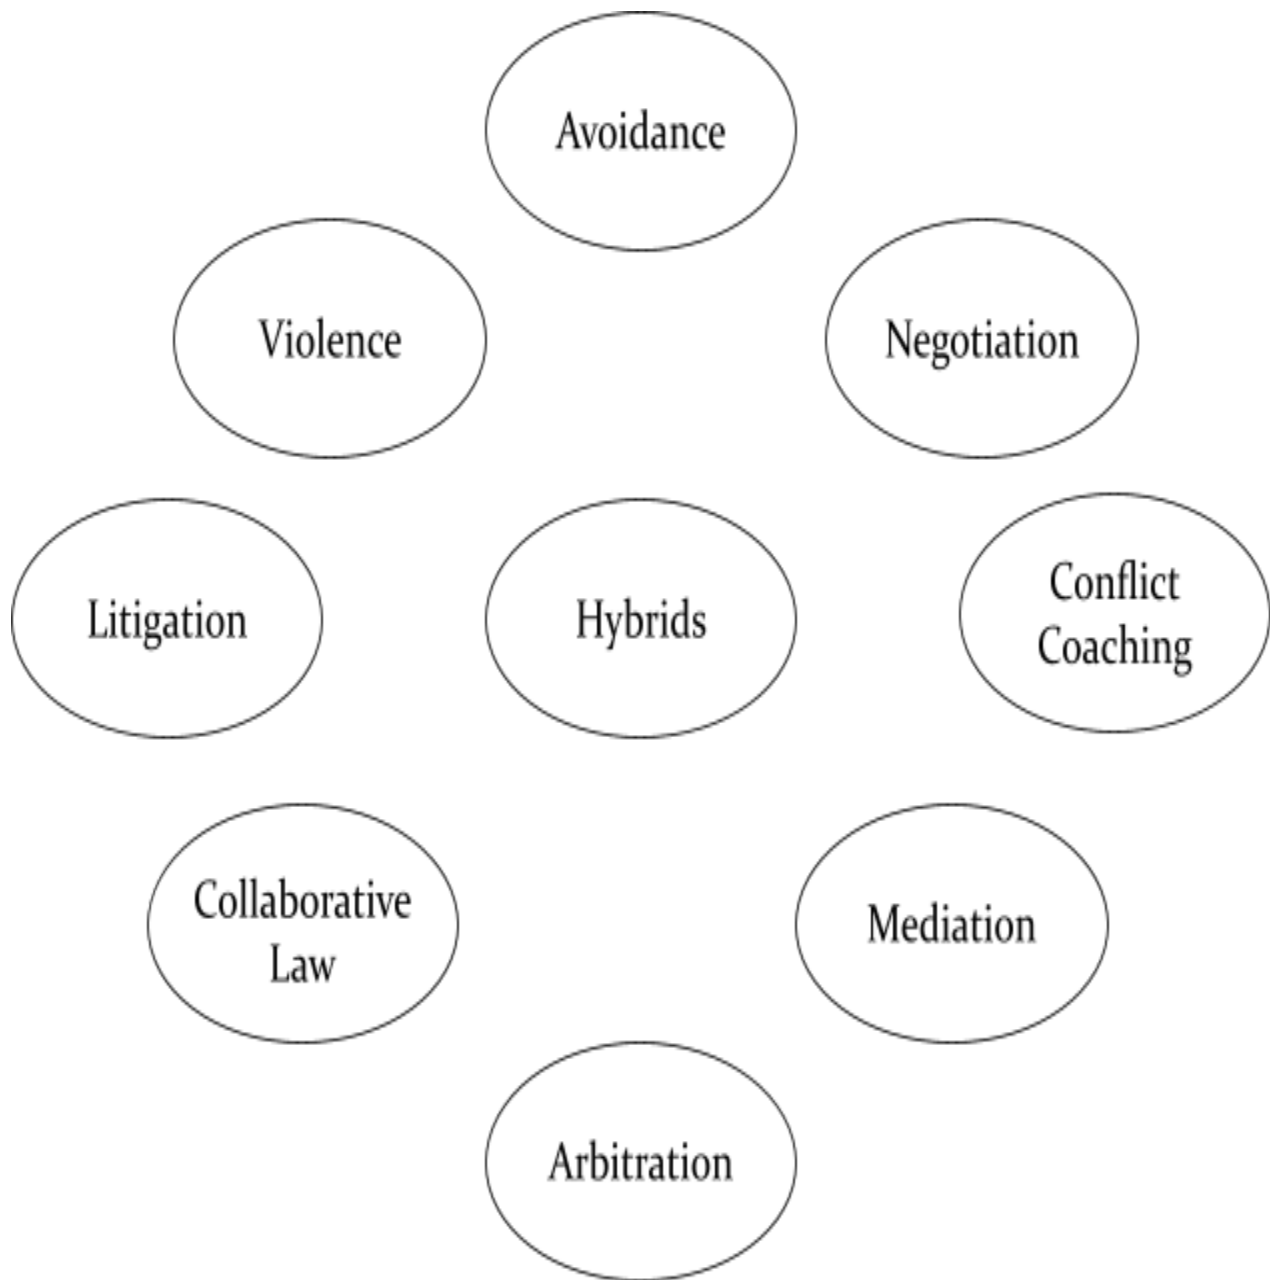 Avoidance
Violence
Negotiation
Litigation
Hybrids
Conflict
Coaching
Collaborative
Law
Mediation
Arbitration